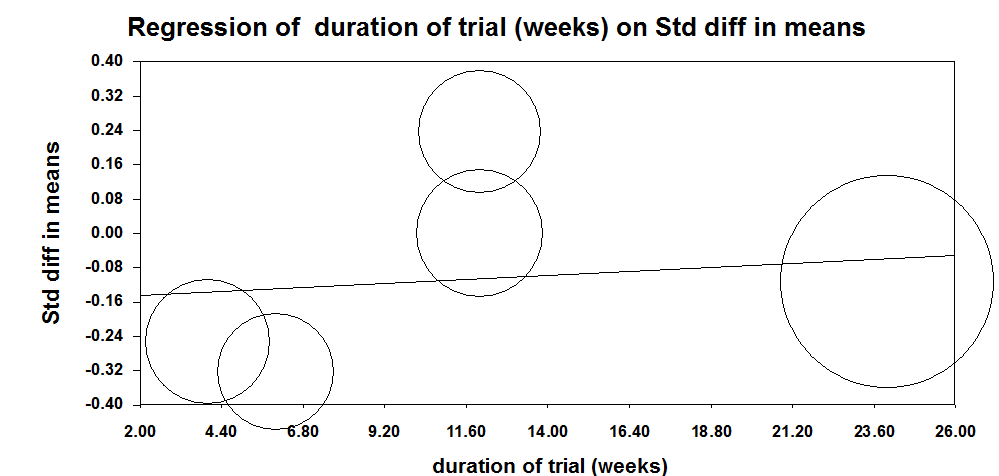 Regression of duration of trial (weeks) on Std diff in means
0.40
0.32
0.24
0.16
0.08
0.00
-0.08
-0.16
-0.24
-0.32
-0.40
Std diff in means
2.00 4.40 6.80 9.20 11.60 14.00 16.40 18.80 21.20 23.60 26.00
duration of trial (weeks)